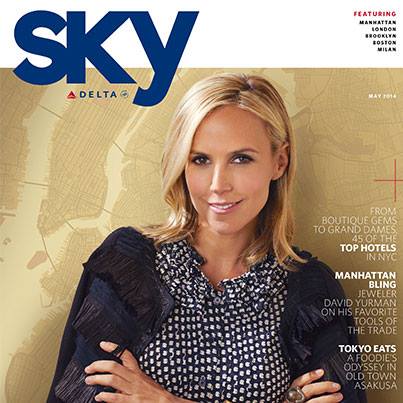 sky
DELTA
FEATURING
MANHATTAN
LONDON
BROOKLYN
BOSTON
MILAN
MAY 2014
FROM
BOUTIQUE GEMS
TO GRAND DAMES,
45 OF THE
TOP HOTELS
IN NYC
MANHATTAN
BLING
JEWELER
DAVID YURMAN
ON HIS FAVORITE
TOOLS OF
THE TRADE
TOKYO EATS
A FOODIE'S
ODYSSEY IN
OLD TOWN
ASAKUSA